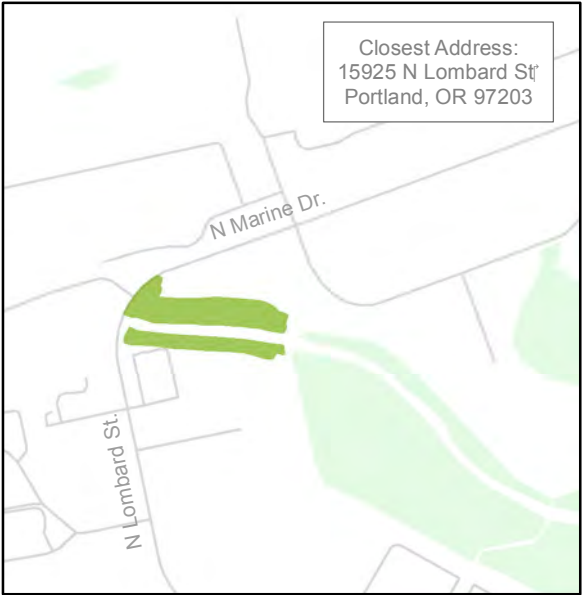 Closest Address:
15925 N Lombard St
Portland, OR 97203
N Marine Dr.
N Lombard St.